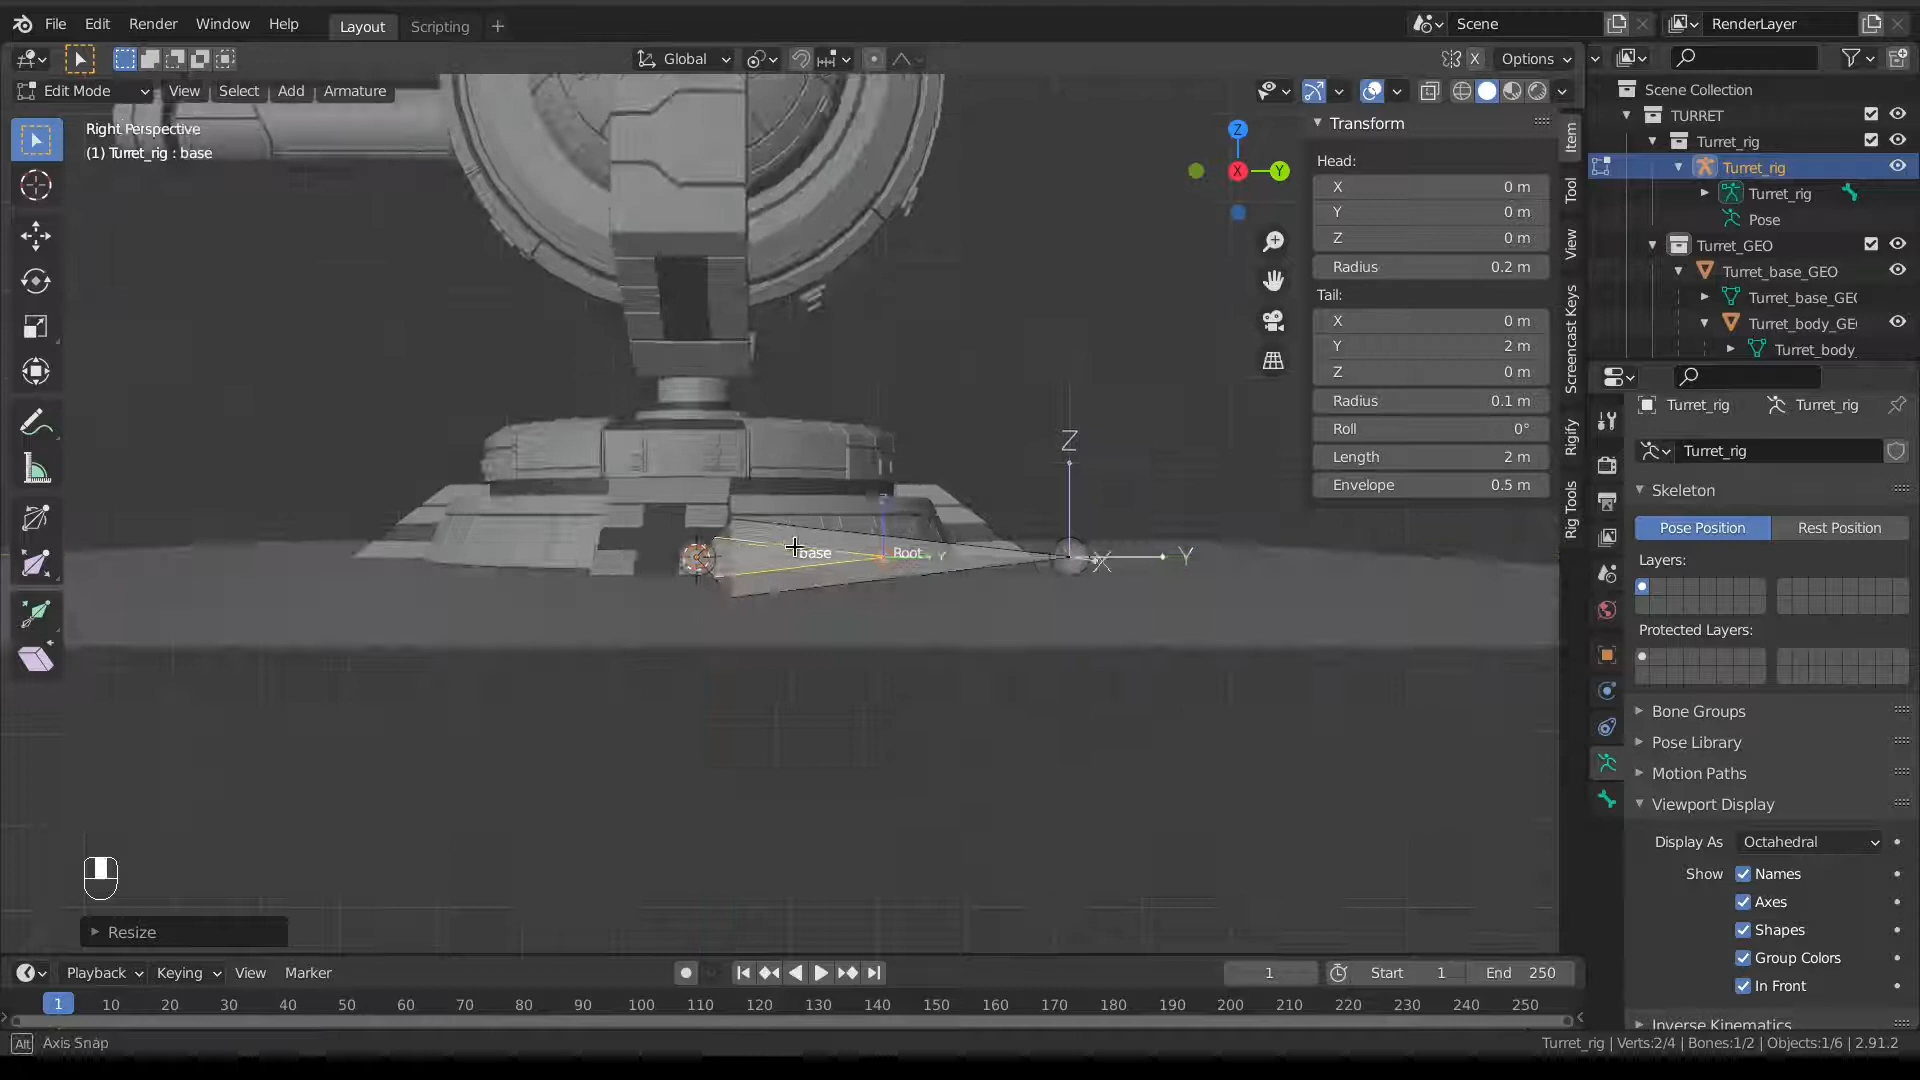 File Edit Render Window Help Layout Scripting + Scene RenderLayer
Global X Options
Edit Mode View Select Add Armature
Right Perspective
(1) Turret_rig : base
Z
Y
X
Transform
Head:
X 0 m
Y 0 m
Z 0 m
Radius 0.2 m
Tail:
X 0 m
Y 2 m
Z 0 m
Radius 0.1 m
Roll 0°
Length 2 m
Envelope 0.5 m
Item
Tool
View
Screencast Keys
Rigify
Rig Tools
Z
base Root Y X Y
Resize
Scene Collection
TURRET
Turret_rig
Turret_rig
Turret_rig
Pose
Turret_GEO
Turret_base_GEO
Turret_base_GE(
Turret_body_GE(
Turret_body_
Turret_rig Turret_rig
Turret_rig
Skeleton
Pose Position Rest Position
Layers:
Protected Layers:
Bone Groups
Pose Library
Motion Paths
Viewport Display
Display As Octahedral
Show Names
Axes
Shapes
Group Colors
In Front
Inverse Kinematics
Playback Keying View Marker 1 Start 1 End 250
1 10 20 30 40 50 60 70 80 90 100 110 120 130 140 150 160 170 180 190 200 210 220 230 240 250
Alt Axis Snap Turret_rig | Verts:2/4 | Bones:1/2 | Objects:1/6 | 2.91.2